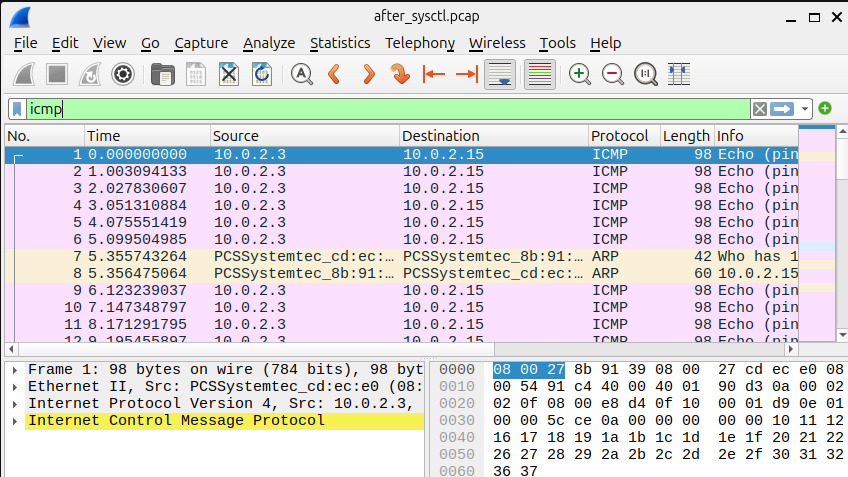 after_sysctl.pcap
File Edit View Go Capture Analyze Statistics Telephony Wireless Tools Help
icmp
No. Time Source Destination Protocol Length Info
1 0.000000000 10.0.2.3 10.0.2.15 ICMP 98 Echo (pin
2 1.003094133 10.0.2.3 10.0.2.15 ICMP 98 Echo (pin
3 2.027830607 10.0.2.3 10.0.2.15 ICMP 98 Echo (pin
4 3.051310884 10.0.2.3 10.0.2.15 ICMP 98 Echo (pin
5 4.075551419 10.0.2.3 10.0.2.15 ICMP 98 Echo (pin
6 5.099504985 10.0.2.3 10.0.2.15 ICMP 98 Echo (pin
7 5.355743264 PCSSystemtec_cd:ec:… PCSSystemtec_8b:91:… ARP 42 Who has 1
8 5.356475064 PCSSystemtec_8b:91:… PCSSystemtec_cd:ec:… ARP 60 10.0.2.15
9 6.123239037 10.0.2.3 10.0.2.15 ICMP 98 Echo (pin
10 7.147348797 10.0.2.3 10.0.2.15 ICMP 98 Echo (pin
11 8.171291795 10.0.2.3 10.0.2.15 ICMP 98 Echo (pin
12 9.195455897 10.0.2.3 10.0.2.15 ICMP 98 Echo (pin
Frame 1: 98 bytes on wire (784 bits), 98 byt
Ethernet II, Src: PCSSystemtec_cd:ec:e0 (08:
Internet Protocol Version 4, Src: 10.0.2.3,
Internet Control Message Protocol
0000 08 00 27 8b 91 39 08 00 27 cd ec e0 08
0010 00 54 91 c4 40 00 40 01 90 d3 0a 00 02
0020 02 0f 08 00 e8 d4 0f 10 00 01 d9 0e 01
0030 00 00 5c ce 0a 00 00 00 00 00 10 11 12
0040 16 17 18 19 1a 1b 1c 1d 1e 1f 20 21 22
0050 26 27 28 29 2a 2b 2c 2d 2e 2f 30 31 32
0060 36 37